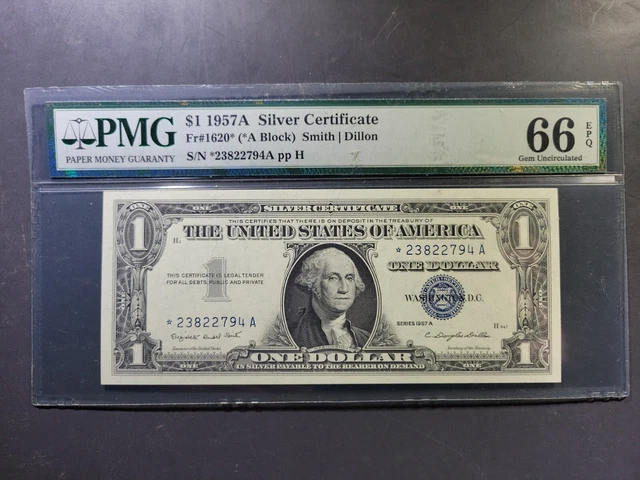 PMG
PAPER MONEY GUARANTY
$1 1957A Silver Certificate
Fr#1620* (*A Block) Smith | Dillon
S/N *23822794A pp H
66 EPQ
Gem Uncirculated
ONE SILVER CERTIFICATE ONE
THIS CERTIFIES THAT THERE IS ON DEPOSIT IN THE TREASURY OF
THE UNITED STATES OF AMERICA
1 1
* 23822794 A
ONE DOLLAR
THIS CERTIFICATE IS LEGAL TENDER
FOR ALL DEBTS, PUBLIC AND PRIVATE
1
WASHINGTON, D.C.
* 23822794 A
SERIES 1957 A
1 1
ONE DOLLAR
IN SILVER PAYABLE TO THE BEARER ON DEMAND